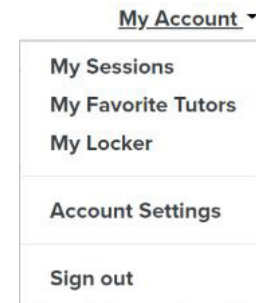 My Account
My Sessions
My Favorite Tutors
My Locker
Account Settings
Sign out